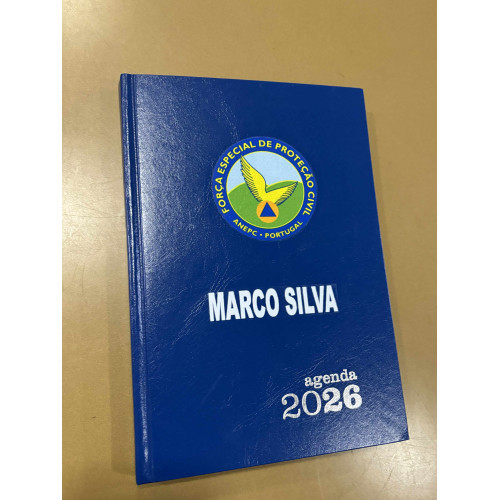 FORÇA ESPECIAL DE PROTEÇÃO CIVIL
ANEPC • PORTUGAL
MARCO SILVA
agenda
2026